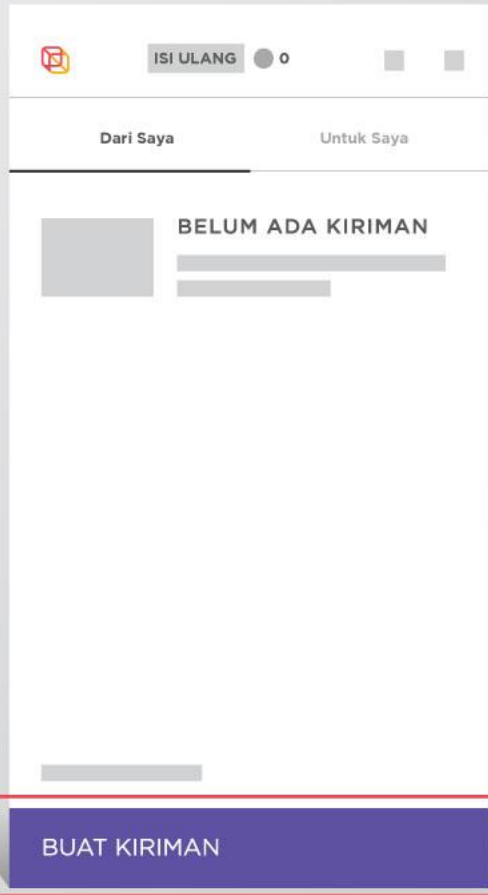 ISI ULANG 0
Dari Saya Untuk Saya
BELUM ADA KIRIMAN
BUAT KIRIMAN